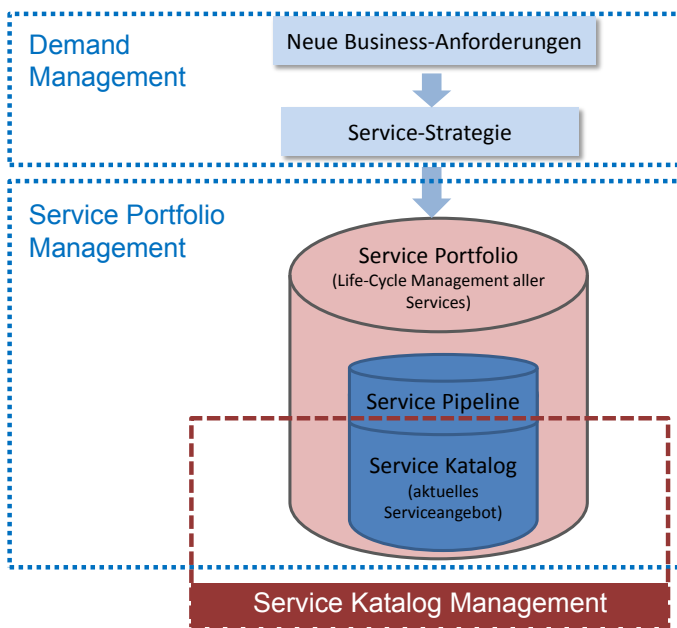 Demand
Management
Neue Business-Anforderungen
Service-Strategie
Service Portfolio
Management
Service Portfolio
(Life-Cycle Management aller
Services)
Service Pipeline
Service Katalog
(aktuelles
Serviceangebot)
Service Katalog Management